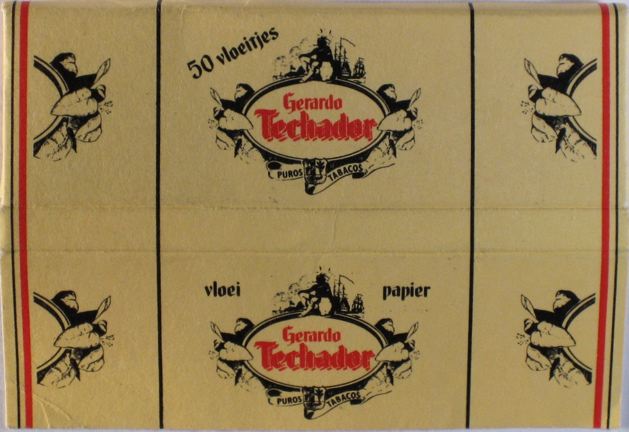 50 vloeitjes
Gerardo
Techador
PUROS TABACOS
vloei papier
Gerardo
Techador
PUROS TABACOS